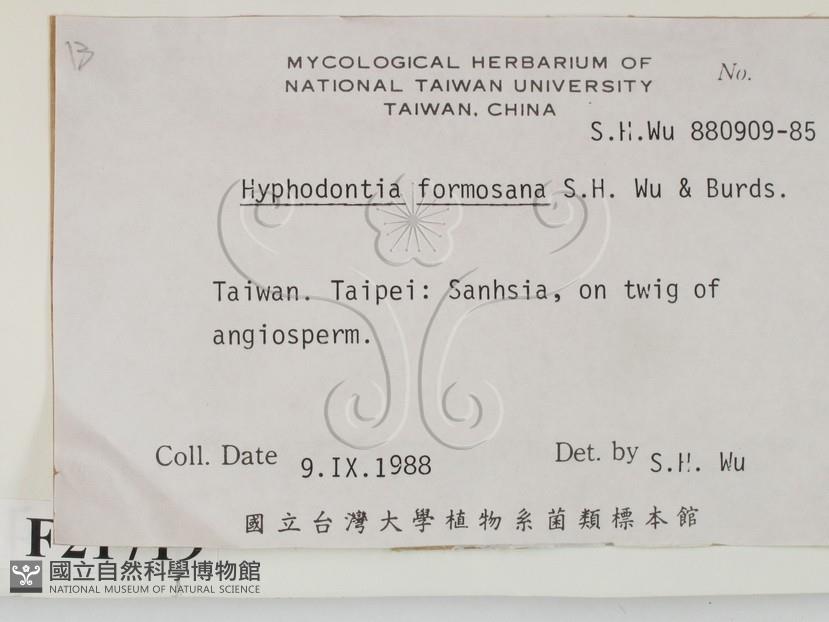 13
MYCOLOGICAL HERBARIUM OF
NATIONAL TAIWAN UNIVERSITY
TAIWAN, CHINA
No.
S.H.Wu 880909-85
Hyphodontia formosana S.H. Wu & Burds.
Taiwan. Taipei: Sanhsia, on twig of
angiosperm.
Coll. Date 9.IX.1988
Det. by S.H. Wu
國立台灣大學植物系菌類標本館
國立自然科學博物館
NATIONAL MUSEUM OF NATURAL SCIENCE